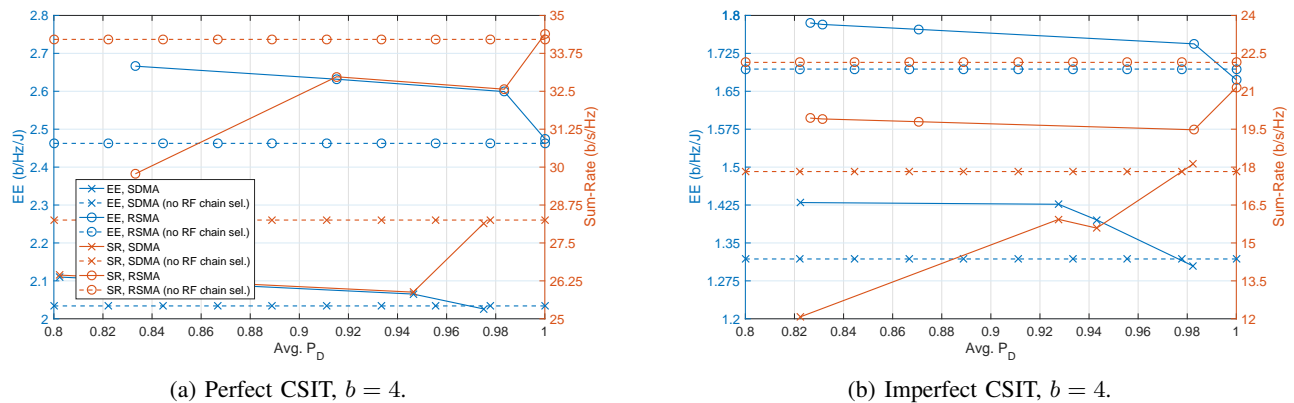 2.8
2.7
2.6
2.5
2.4
2.3
2.2
2.1
2
EE (b/Hz/J)
35
33.75
32.5
31.25
30
28.75
27.5
26.25
25
Sum-Rate (b/s/Hz)
EE, SDMA
EE, SDMA (no RF chain sel.)
EE, RSMA
EE, RSMA (no RF chain sel.)
SR, SDMA
SR, SDMA (no RF chain sel.)
SR, RSMA
SR, RSMA (no RF chain sel.)
0.8 0.82 0.84 0.86 0.88 0.9 0.92 0.94 0.96 0.98 1
Avg. P_D
(a) Perfect CSIT, b = 4.
1.8
1.725
1.65
1.575
1.5
1.425
1.35
1.275
1.2
EE (b/Hz/J)
24
22.5
21
19.5
18
16.5
15
13.5
12
Sum-Rate (b/s/Hz)
0.8 0.82 0.84 0.86 0.88 0.9 0.92 0.94 0.96 0.98 1
Avg. P_D
(b) Imperfect CSIT, b = 4.